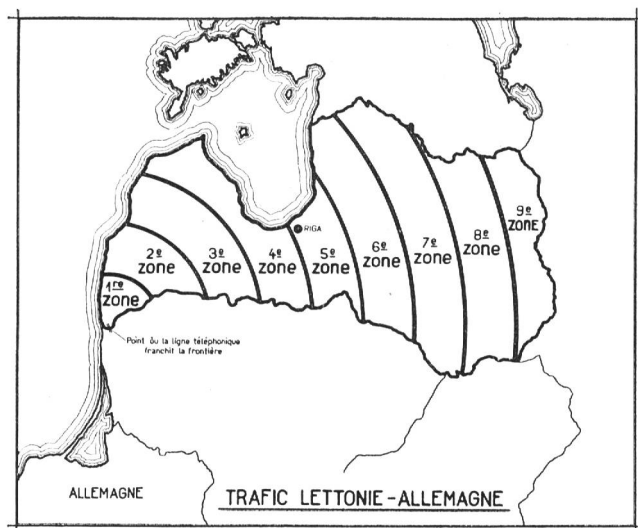 9e
ZONE
RIGA
8e
zone
6e
zone
7e
zone
2e
zone
3e
zone
4e
zone
5e
zone
1re
zone
Point òu la ligne téléphonique
franchit la frontière
ALLEMAGNE
TRAFIC LETTONIE-ALLEMAGNE